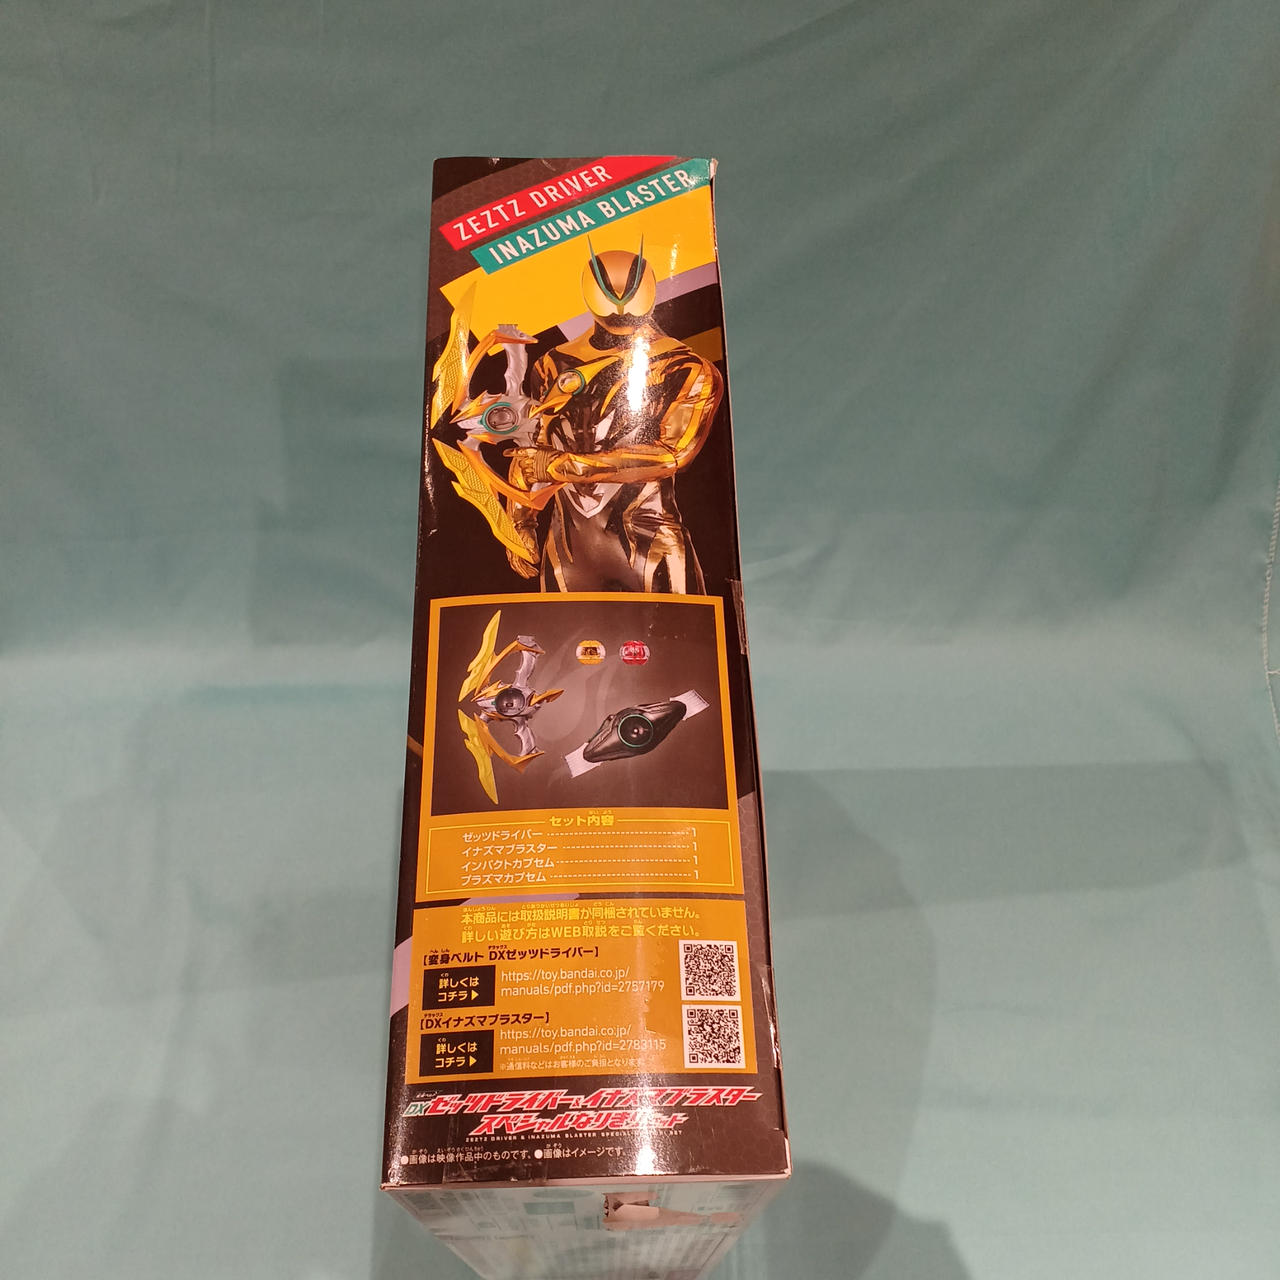 ZEZTZ DRIVER
INAZUMA BLASTER
セット内容
ゼッツドライバー 1
イナズマブラスター 1
インパクトカプセム 1
プラズマカプセム 1
本商品には取扱説明書が同梱されていません。
詳しい遊び方はWEB取説をご覧ください。
【変身ベルト DXゼッツドライバー】
詳しくは
コチラ▶
https://toy.bandai.co.jp/
manuals/pdf.php?id=2757179
【DXイナズマブラスター】
詳しくは
コチラ▶
https://toy.bandai.co.jp/
manuals/pdf.php?id=2783115
※通信料などはお客様のご負担となります。
DXゼッツドライバー&イナズマブラスター
スペシャルなりきりセット
ZEZTZ DRIVER & INAZUMA BLASTER SPECIAL SET
●画像は映像作品中のものです。●画像はイメージです。